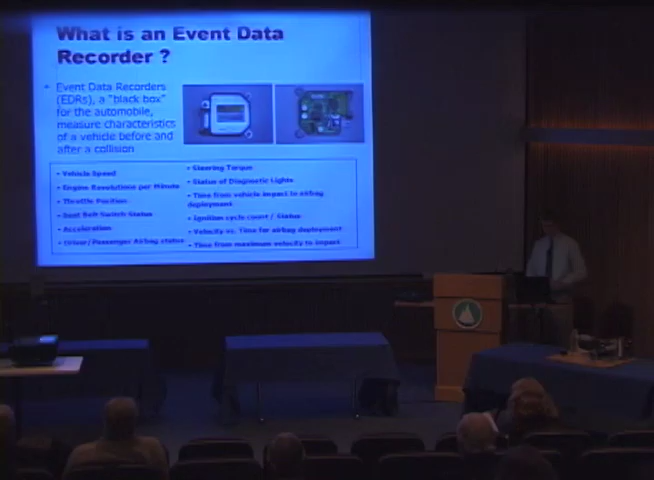 What is an Event Data
Recorder ?
• Event Data Recorders
(EDRs), a "black box"
for the automobile,
measure characteristics
of a vehicle before and
after a collision
• Vehicle Speed
• Engine Revolutions per Minute
• Throttle Position
• Seat Belt Switch Status
• Acceleration
• Driver/Passenger Airbag status
• Steering Torque
• Status of Diagnostic Lights
• Time from vehicle impact to airbag
deployment
• Ignition cycle count / Status
• Velocity vs. Time for airbag deployment
• Time from maximum velocity to impact